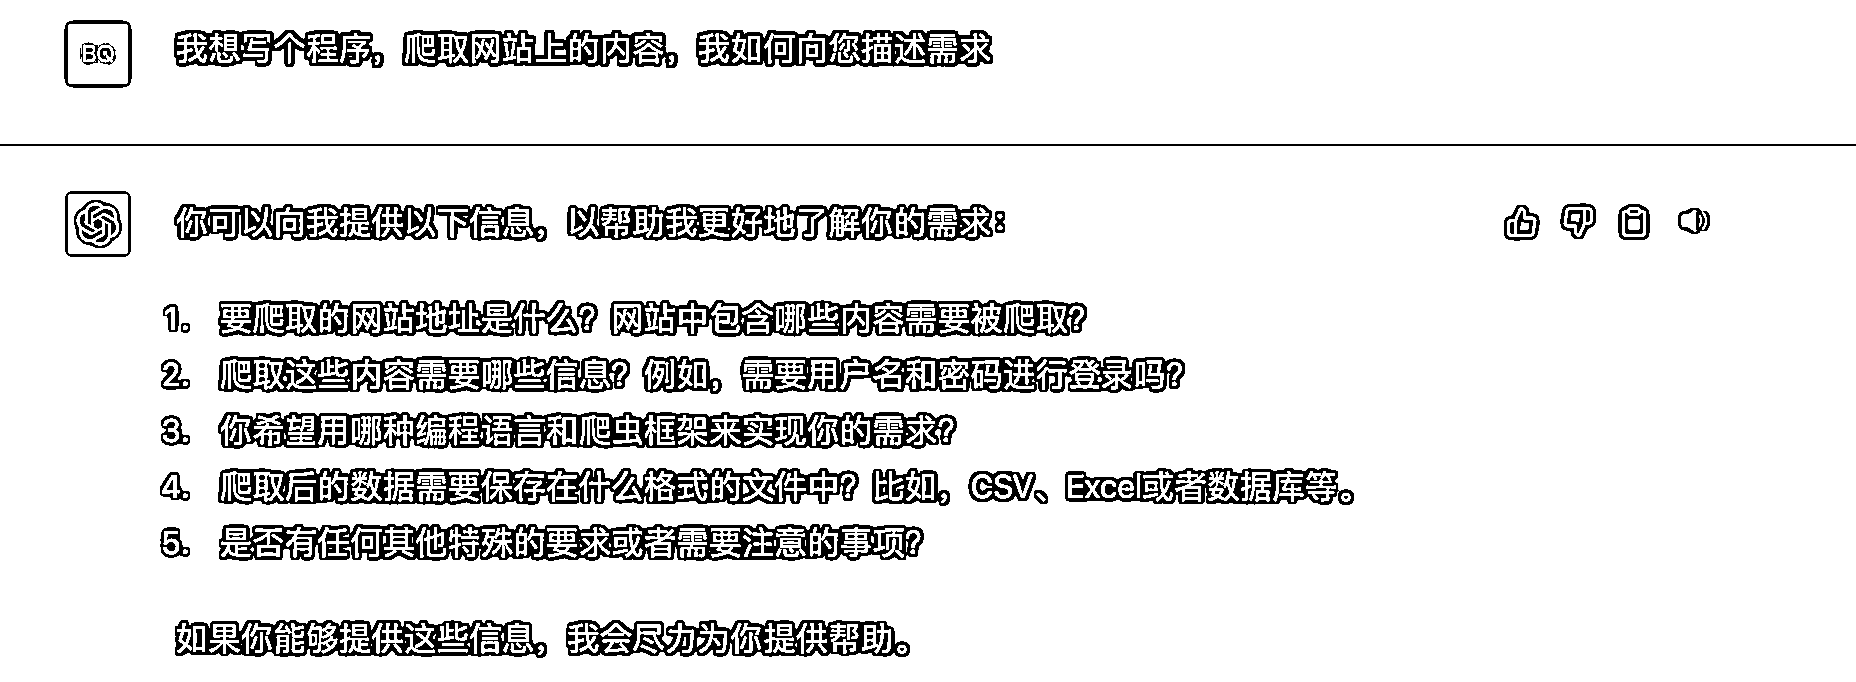 BQ
我想写个程序，爬取网站上的内容，我如何向您描述需求
你可以向我提供以下信息，以帮助我更好地了解你的需求：
1. 要爬取的网站地址是什么？网站中包含哪些内容需要被爬取？
2. 爬取这些内容需要哪些信息？例如，需要用户名和密码进行登录吗？
3. 你希望用哪种编程语言和爬虫框架来实现你的需求？
4. 爬取后的数据需要保存在什么格式的文件中？比如，CSV、Excel或者数据库等。
5. 是否有任何其他特殊的要求或者需要注意的事项？
如果你能够提供这些信息，我会尽力为你提供帮助。